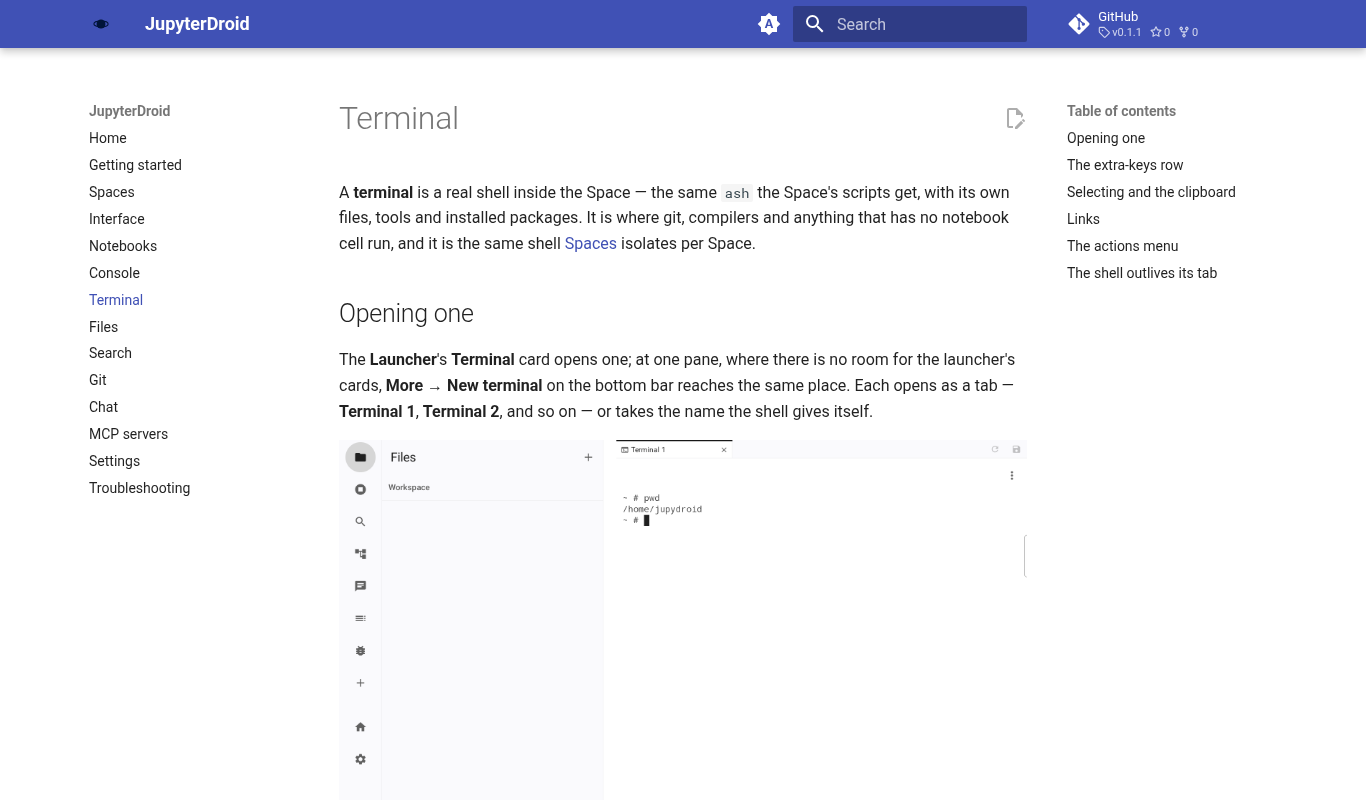 JupyterDroid
Search
GitHub
v0.1.1 0 0
JupyterDroid
Home
Getting started
Spaces
Interface
Notebooks
Console
Terminal
Files
Search
Git
Chat
MCP servers
Settings
Troubleshooting
Terminal
A terminal is a real shell inside the Space — the same ash the Space's scripts get, with its own
files, tools and installed packages. It is where git, compilers and anything that has no notebook
cell run, and it is the same shell Spaces isolates per Space.
Opening one
The Launcher's Terminal card opens one; at one pane, where there is no room for the launcher's
cards, More → New terminal on the bottom bar reaches the same place. Each opens as a tab —
Terminal 1, Terminal 2, and so on — or takes the name the shell gives itself.
Files
Workspace
Terminal 1
~ # pwd
/home/jupydroid
~ #
Table of contents
Opening one
The extra-keys row
Selecting and the clipboard
Links
The actions menu
The shell outlives its tab